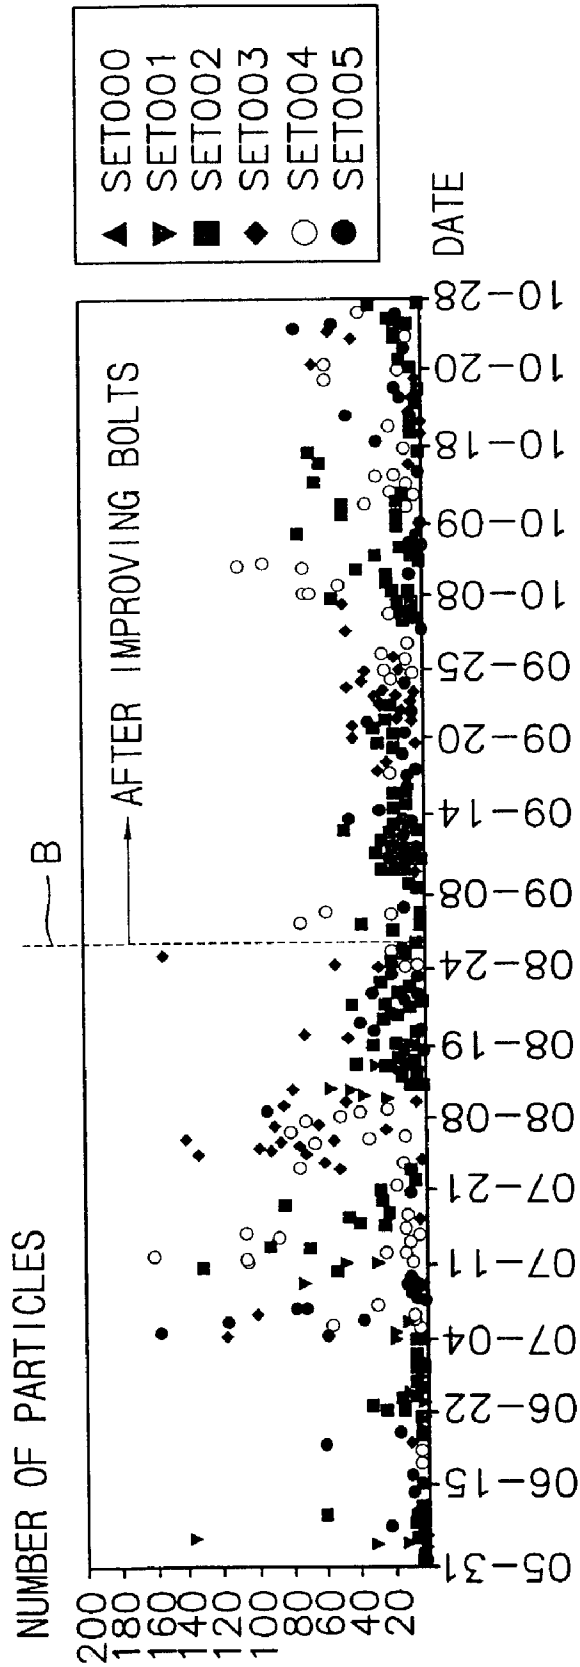 NUMBER OF PARTICLES
200
180
160
140
120
100
80
60
40
20
B
AFTER IMPROVING BOLTS
SET000
SET001
SET002
SET003
SET004
SET005
05-31
06-15
06-22
07-04
07-11
07-21
08-08
08-19
08-24
09-08
09-14
09-20
09-25
10-08
10-09
10-18
10-20
10-28
DATE